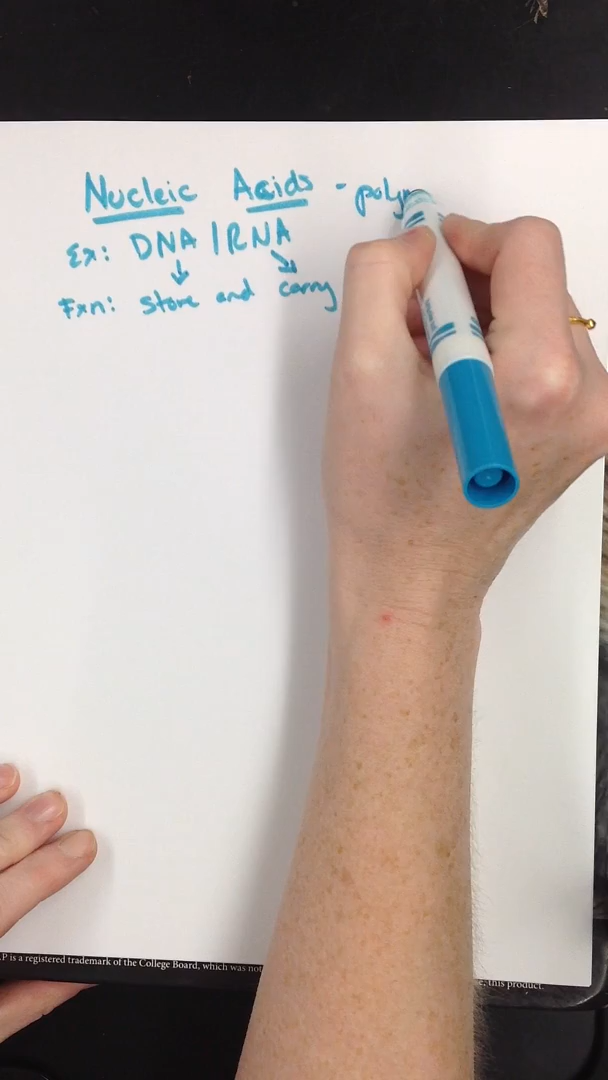 Nucleic Acids - poly
Ex: DNA / RNA
Fxn: store and carry
P is a registered trademark of the College Board, which was not
e, this product.